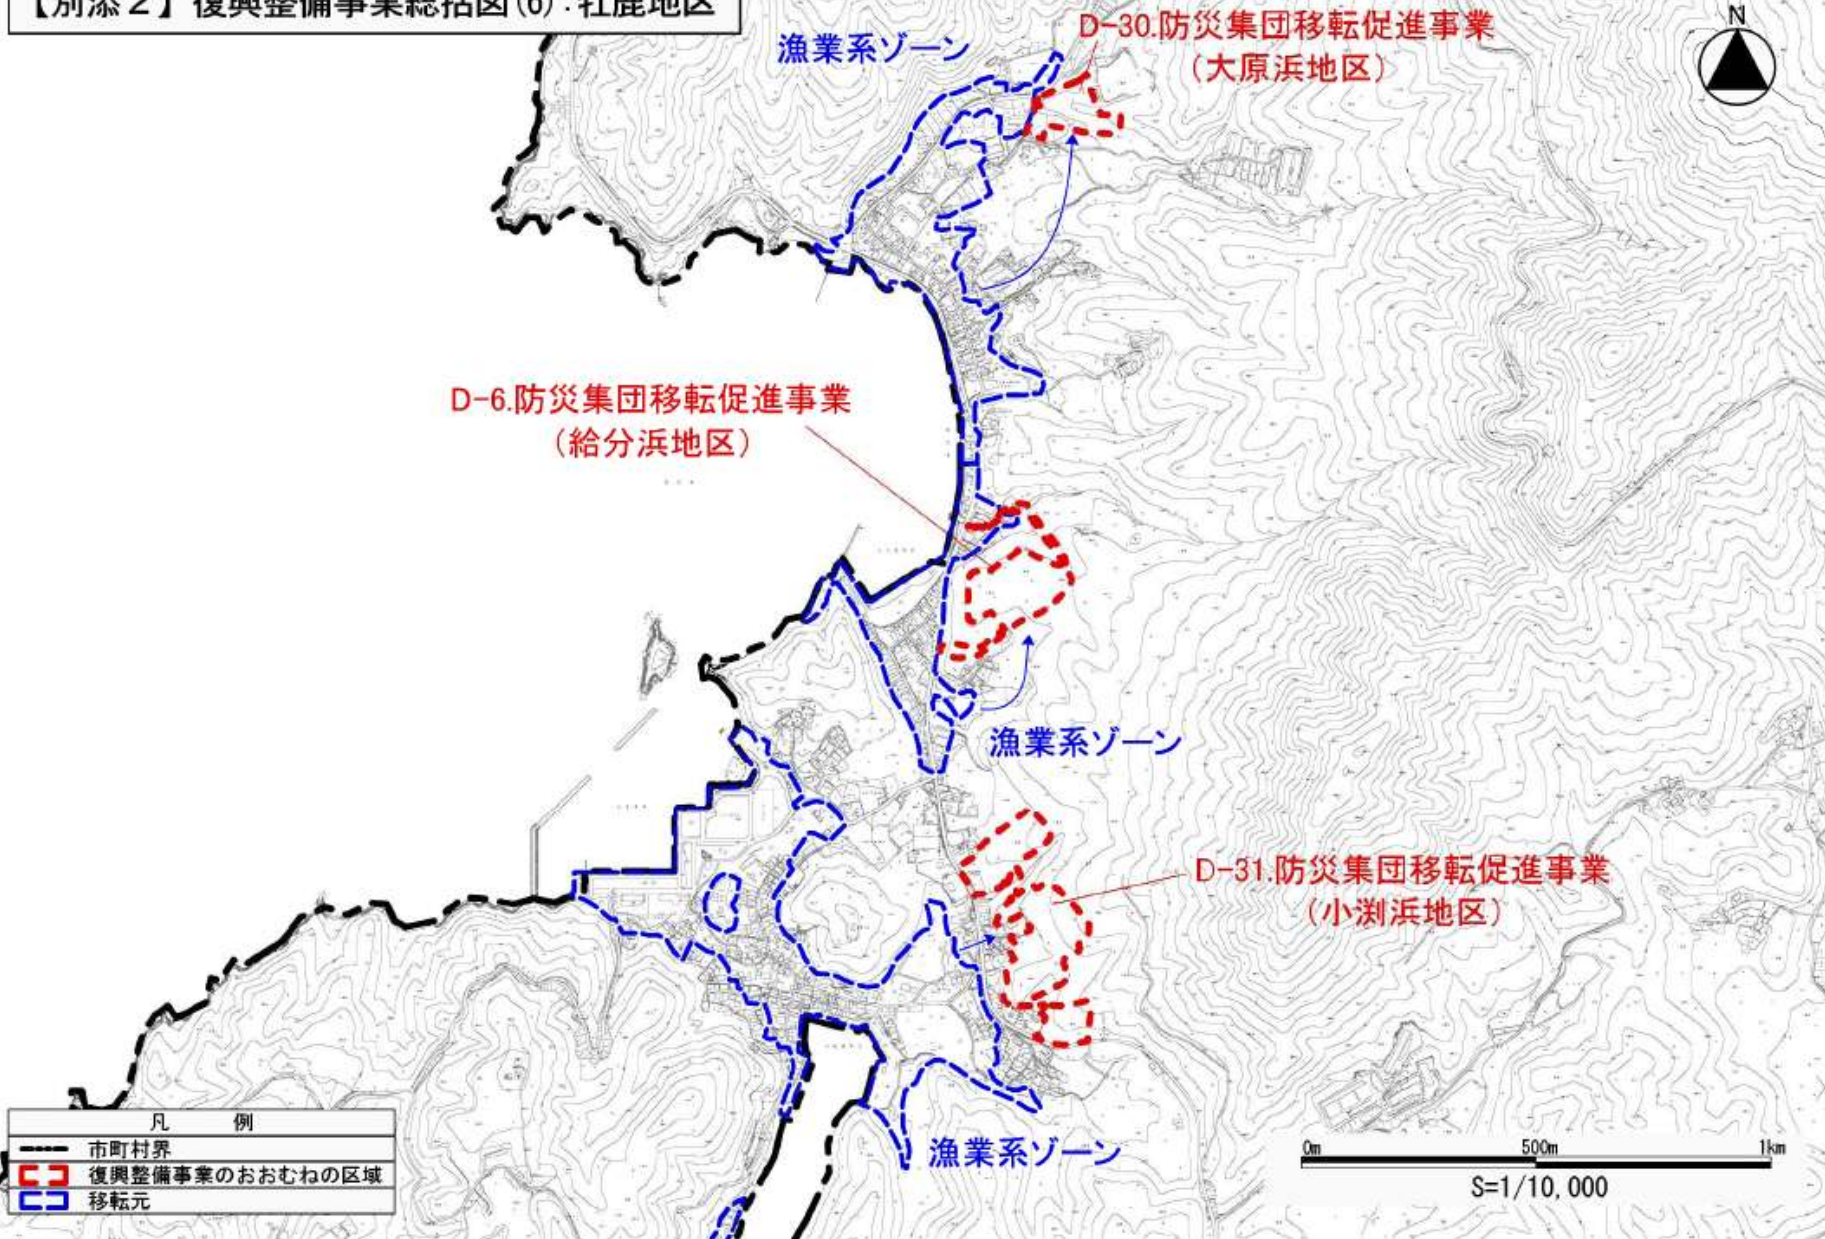 【別添2】復興整備事業総括図(6):牡鹿地区
漁業系ゾーン
D-30.防災集団移転促進事業
(大原浜地区)
N
D-6.防災集団移転促進事業
(給分浜地区)
漁業系ゾーン
D-31.防災集団移転促進事業
(小渕浜地区)
漁業系ゾーン
凡 例
市町村界
復興整備事業のおおむねの区域
移転元
0m 500m 1km
S=1/10,000